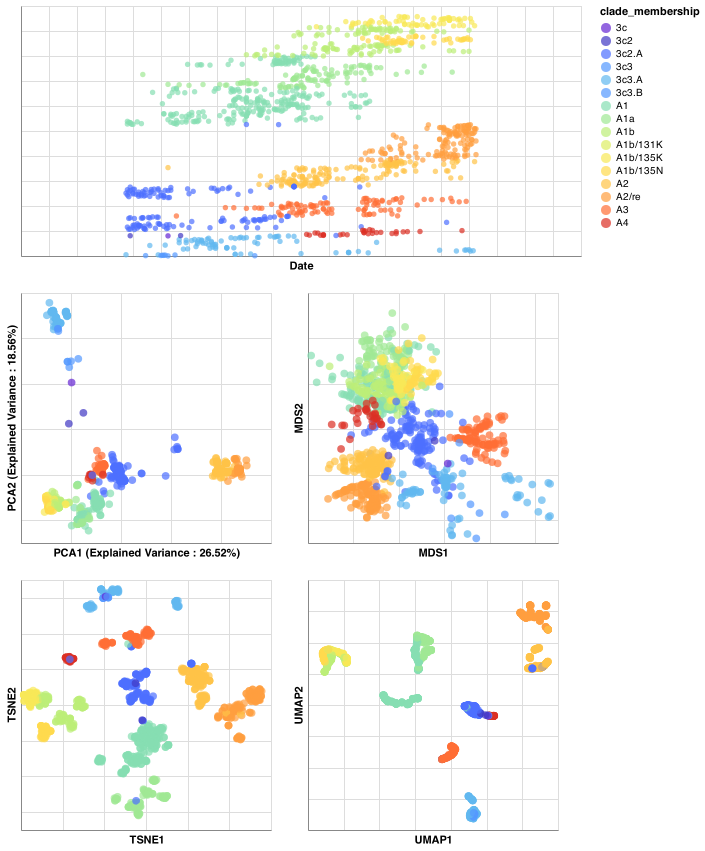 clade_membership
3c
3c2
3c2.A
3c3
3c3.A
3c3.B
A1
A1a
A1b
A1b/131K
A1b/135K
A1b/135N
A2
A2/re
A3
A4
Date
PCA2 (Explained Variance : 18.56%)
PCA1 (Explained Variance : 26.52%)
MDS2
MDS1
TSNE2
TSNE1
UMAP2
UMAP1